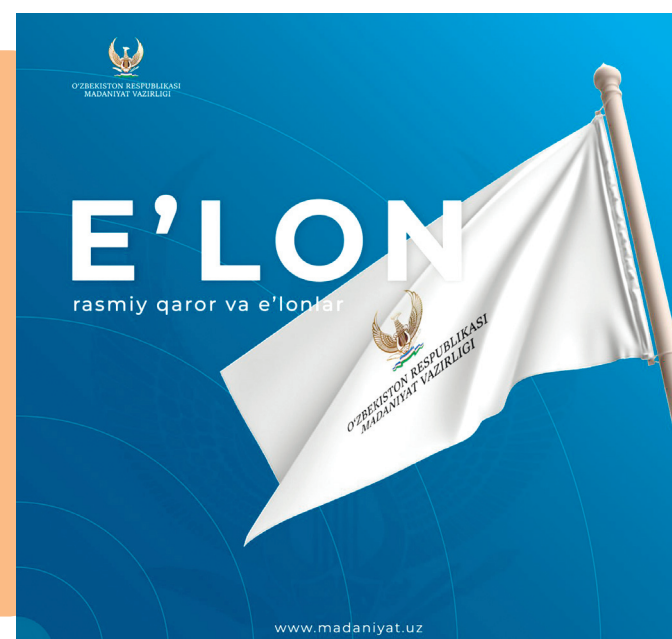 O‘ZBEKISTON RESPUBLIKASI
MADANIYAT VAZIRLIGI
E’LON
rasmiy qaror va e’lonlar
O‘ZBEKISTON RESPUBLIKASI
MADANIYAT VAZIRLIGI
www.madaniyat.uz